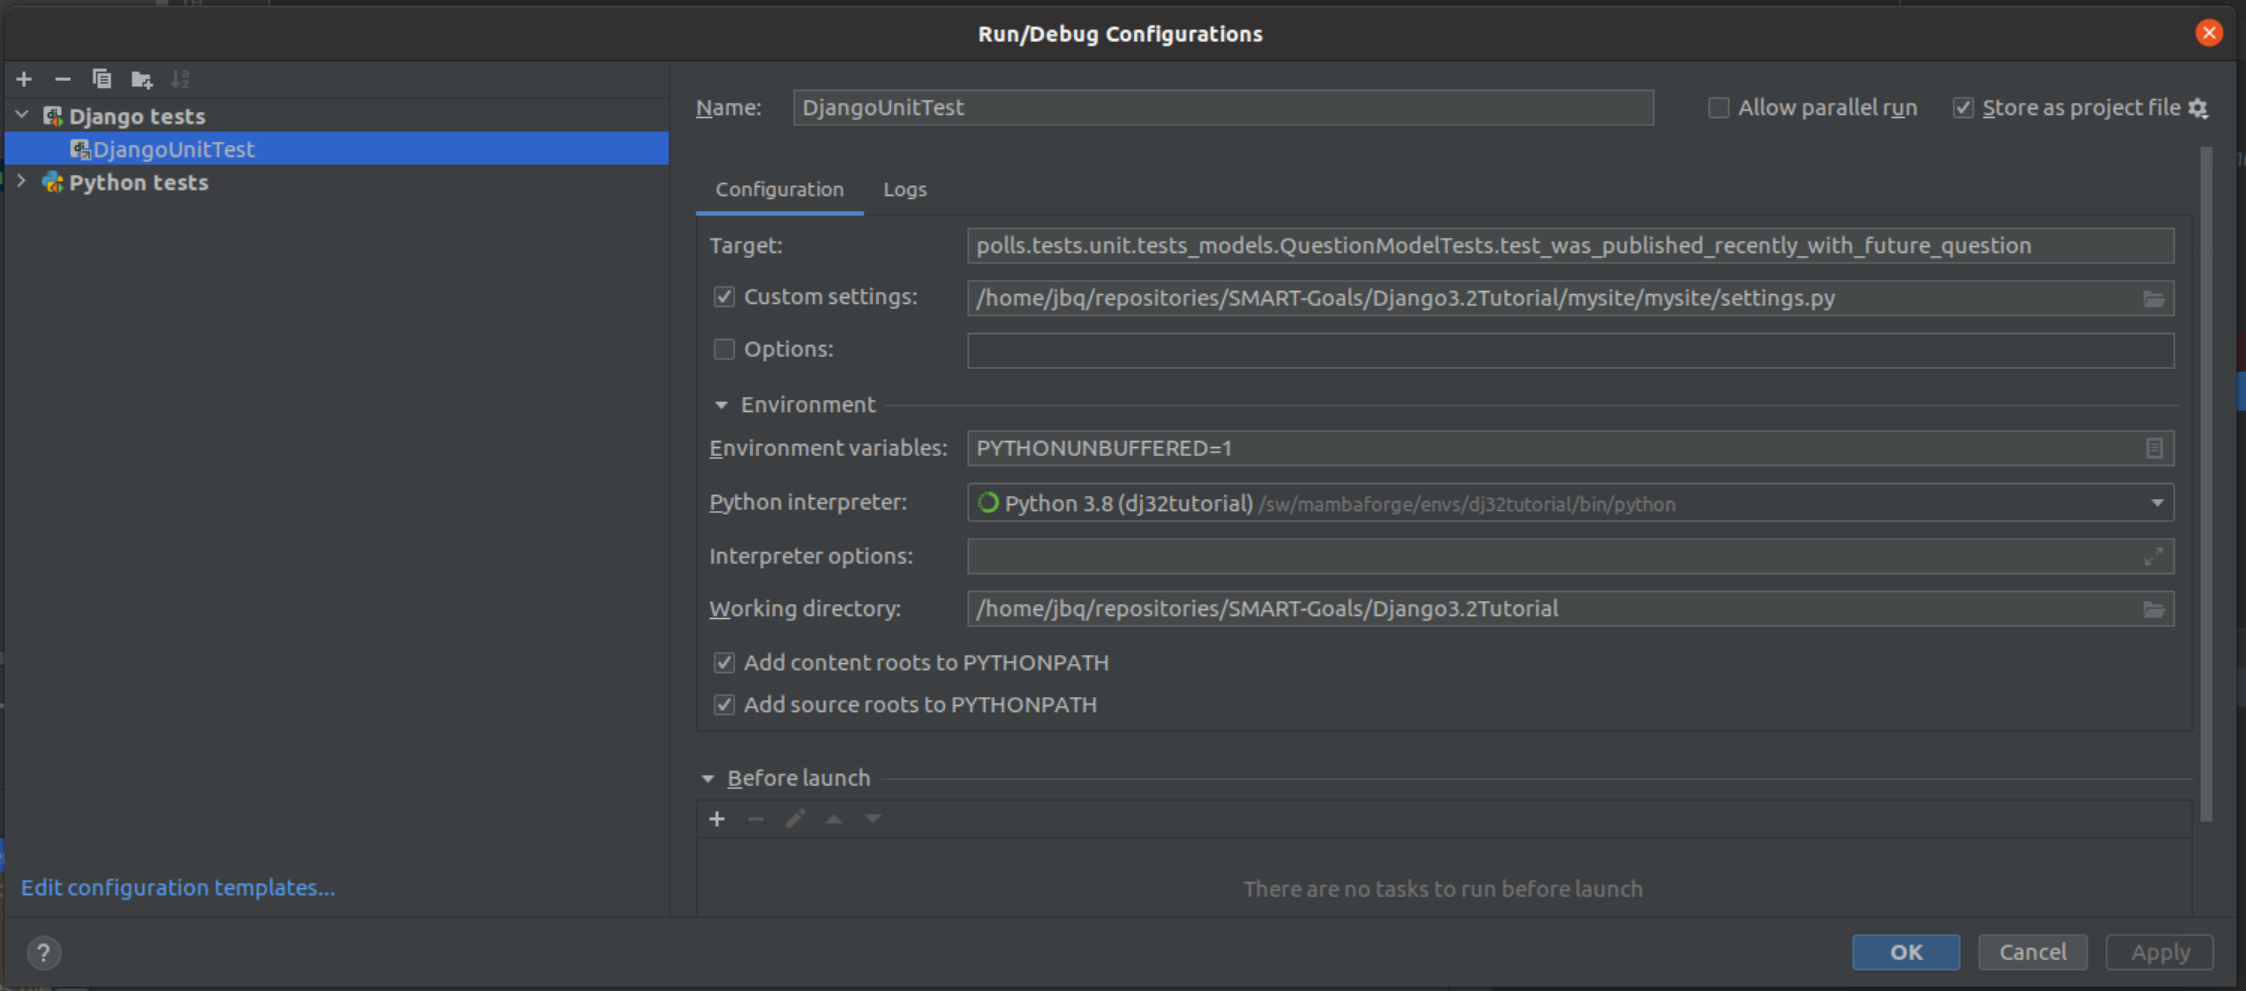 Run/Debug Configurations
Django tests
DjangoUnitTest
Python tests
Edit configuration templates...
Name: DjangoUnitTest
Allow parallel run
Store as project file
Configuration Logs
Target: polls.tests.unit.tests_models.QuestionModelTests.test_was_published_recently_with_future_question
Custom settings: /home/jbq/repositories/SMART-Goals/Django3.2Tutorial/mysite/mysite/settings.py
Options:
Environment
Environment variables: PYTHONUNBUFFERED=1
Python interpreter: Python 3.8 (dj32tutorial) /sw/mambaforge/envs/dj32tutorial/bin/python
Interpreter options:
Working directory: /home/jbq/repositories/SMART-Goals/Django3.2Tutorial
Add content roots to PYTHONPATH
Add source roots to PYTHONPATH
Before launch
There are no tasks to run before launch
?
OK Cancel Apply